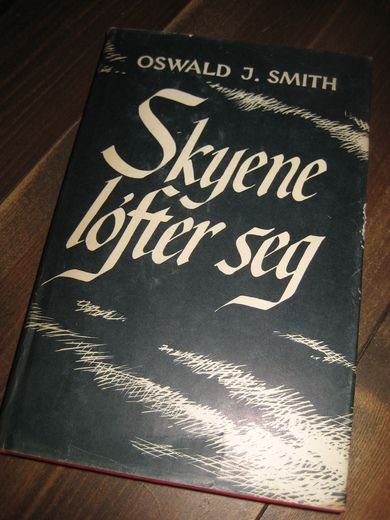 OSWALD J. SMITH
Skyene
løfter seg